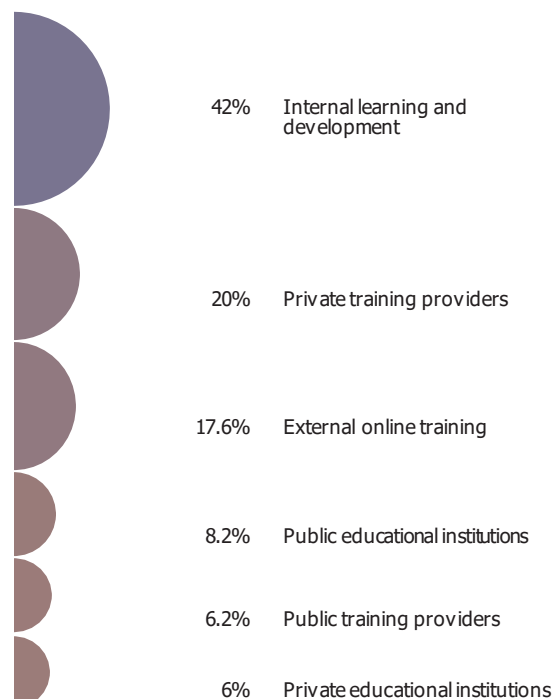 42% Internal learning and
development
20% Private training providers
17.6% External online training
8.2% Public educational institutions
6.2% Public training providers
6% Private educational institutions